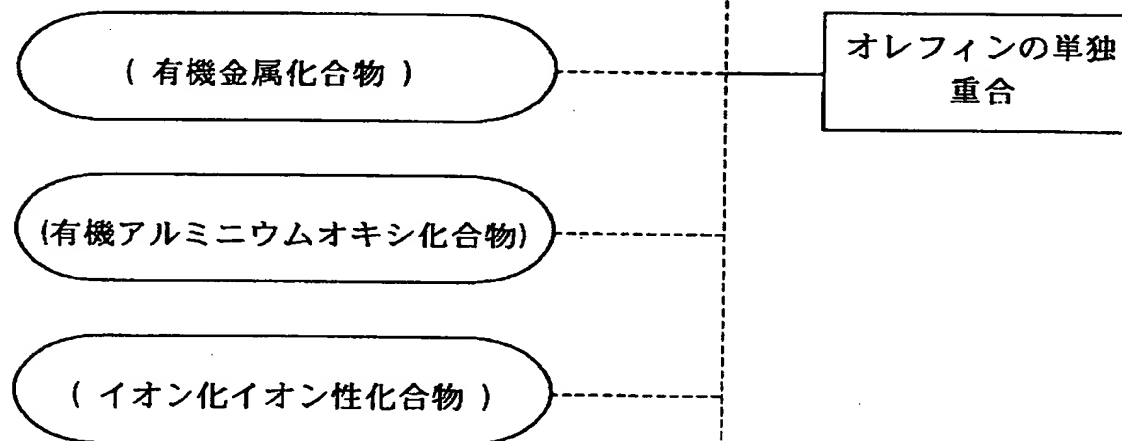 ( 有機金属化合物 )
オレフィンの単独
重合
(有機アルミニウムオキシ化合物)
( イオン化イオン性化合物 )